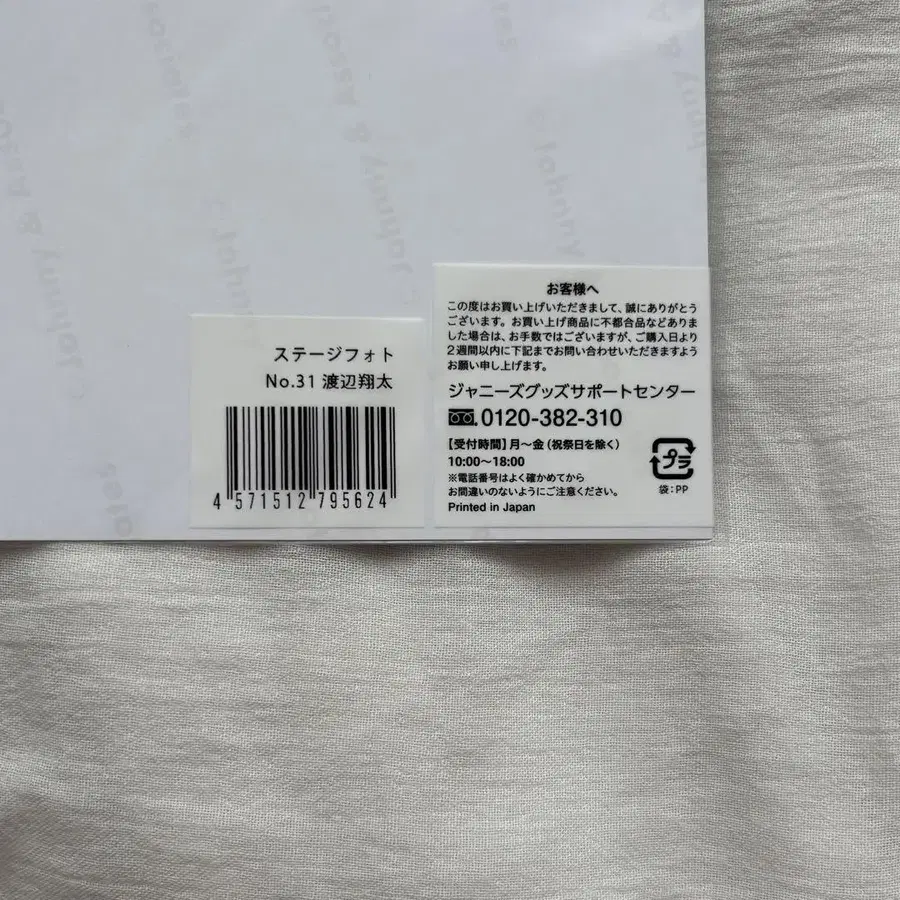 © Johnny & Associates
ステージフォト
No.31 渡辺翔太
4 571512 795624
お客様へ
この度はお買い上げいただきまして、誠にありがとう
ございます。お買い上げ商品に不都合品などありま
した場合は、お手数ではございますが、ご購入日より
2週間以内に下記までお問い合わせいただきますよう
お願い申し上げます。
ジャニーズグッズサポートセンター
0120-382-310
【受付時間】月〜金（祝祭日を除く）
10:00〜18:00
※電話番号はよく確かめてから
お間違いのないようにご注意ください。
Printed in Japan
プラ
袋:PP